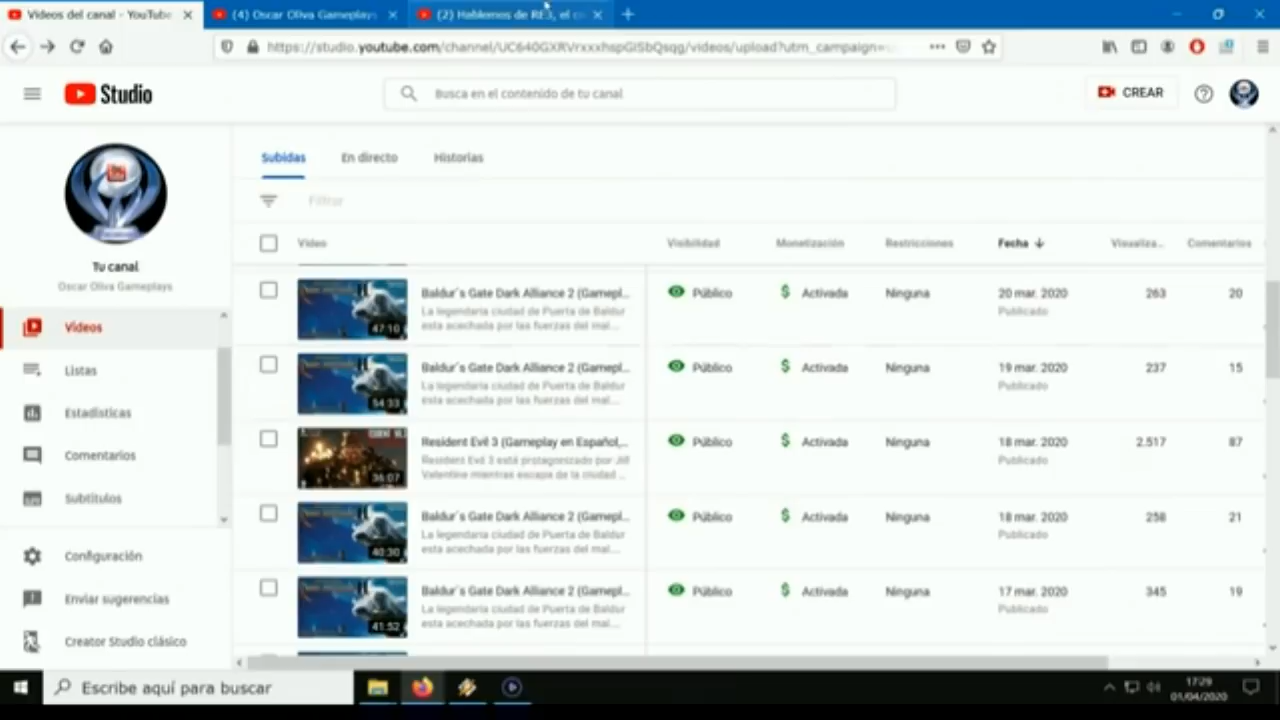 Vídeos del canal - YouTube
(4) Oscar Oliva Gameplays
(2) Hablemos de RE3, el co
https://studio.youtube.com/channel/UC640GXRVrxxxhspGISbQsqg/videos/upload?utm_campaign=
Studio
Busca en el contenido de tu canal
CREAR
Tu canal
Oscar Oliva Gameplays
Vídeos
Listas
Estadísticas
Comentarios
Subtítulos
Configuración
Enviar sugerencias
Creator Studio clásico
Subidas En directo Historias
Filtrar
Vídeo Visibilidad Monetización Restricciones Fecha Visualiza... Comentarios
47:10
Baldur´s Gate Dark Alliance 2 (Gamepl... Público Activada Ninguna 20 mar. 2020 263 20
La legendaria ciudad de Puerta de Baldur Publicado
esta acechada por las fuerzas del mal...
54:33
Baldur´s Gate Dark Alliance 2 (Gamepl... Público Activada Ninguna 19 mar. 2020 237 15
La legendaria ciudad de Puerta de Baldur Publicado
esta acechada por las fuerzas del mal...
36:07
Resident Evil 3 (Gameplay en Español,... Público Activada Ninguna 18 mar. 2020 2.517 87
Resident Evil 3 está protagonizado por Jill Publicado
Valentine mientras escapa de la ciudad ...
40:30
Baldur´s Gate Dark Alliance 2 (Gamepl... Público Activada Ninguna 18 mar. 2020 258 21
La legendaria ciudad de Puerta de Baldur Publicado
esta acechada por las fuerzas del mal...
41:52
Baldur´s Gate Dark Alliance 2 (Gamepl... Público Activada Ninguna 17 mar. 2020 345 19
La legendaria ciudad de Puerta de Baldur Publicado
esta acechada por las fuerzas del mal...
Escribe aquí para buscar
17:29
01/04/2020